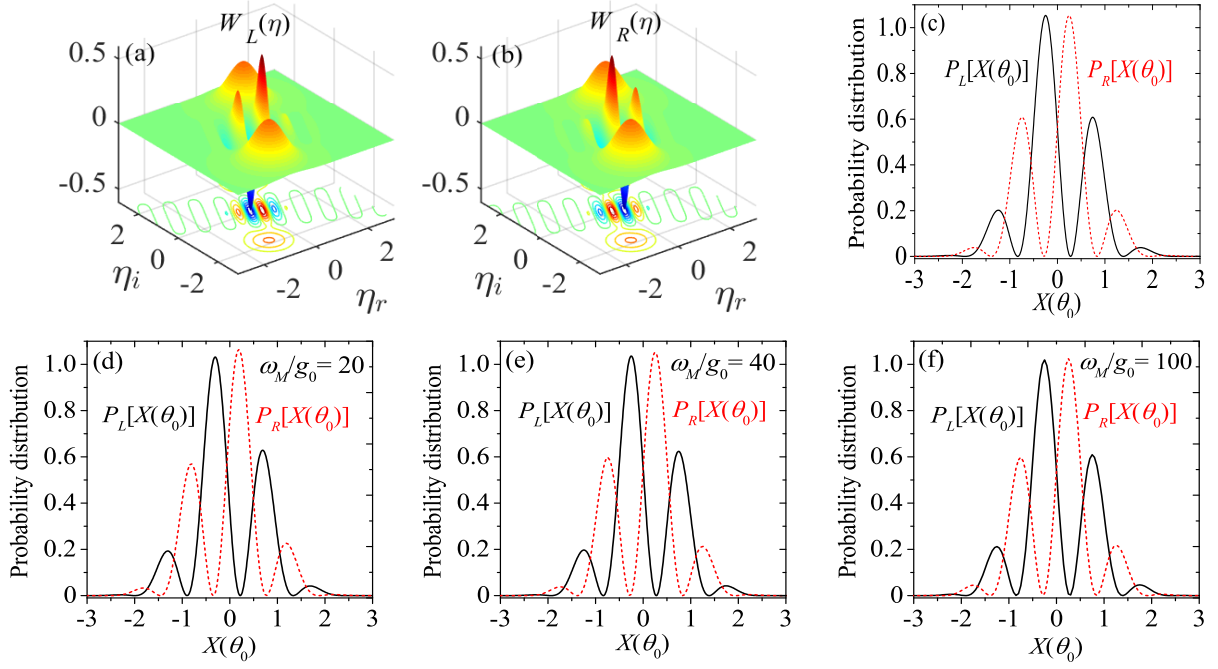 W_L(η)
(a)
0.5
0
-0.5
2
0
-2
η_i
-2
0
2
η_r
W_R(η)
(b)
0.5
0
-0.5
2
0
-2
η_i
-2
0
2
η_r
(c)
P_L[X(θ_0)]
P_R[X(θ_0)]
Probability distribution
1.0
0.8
0.6
0.4
0.2
0.0
-3 -2 -1 0 1 2 3
X(θ_0)
(d)
ω_M/g_0= 20
P_L[X(θ_0)]
P_R[X(θ_0)]
Probability distribution
1.0
0.8
0.6
0.4
0.2
0.0
-3 -2 -1 0 1 2 3
X(θ_0)
(e)
ω_M/g_0= 40
P_L[X(θ_0)]
P_R[X(θ_0)]
Probability distribution
1.0
0.8
0.6
0.4
0.2
0.0
-3 -2 -1 0 1 2 3
X(θ_0)
(f)
ω_M/g_0= 100
P_L[X(θ_0)]
P_R[X(θ_0)]
Probability distribution
1.0
0.8
0.6
0.4
0.2
0.0
-3 -2 -1 0 1 2 3
X(θ_0)